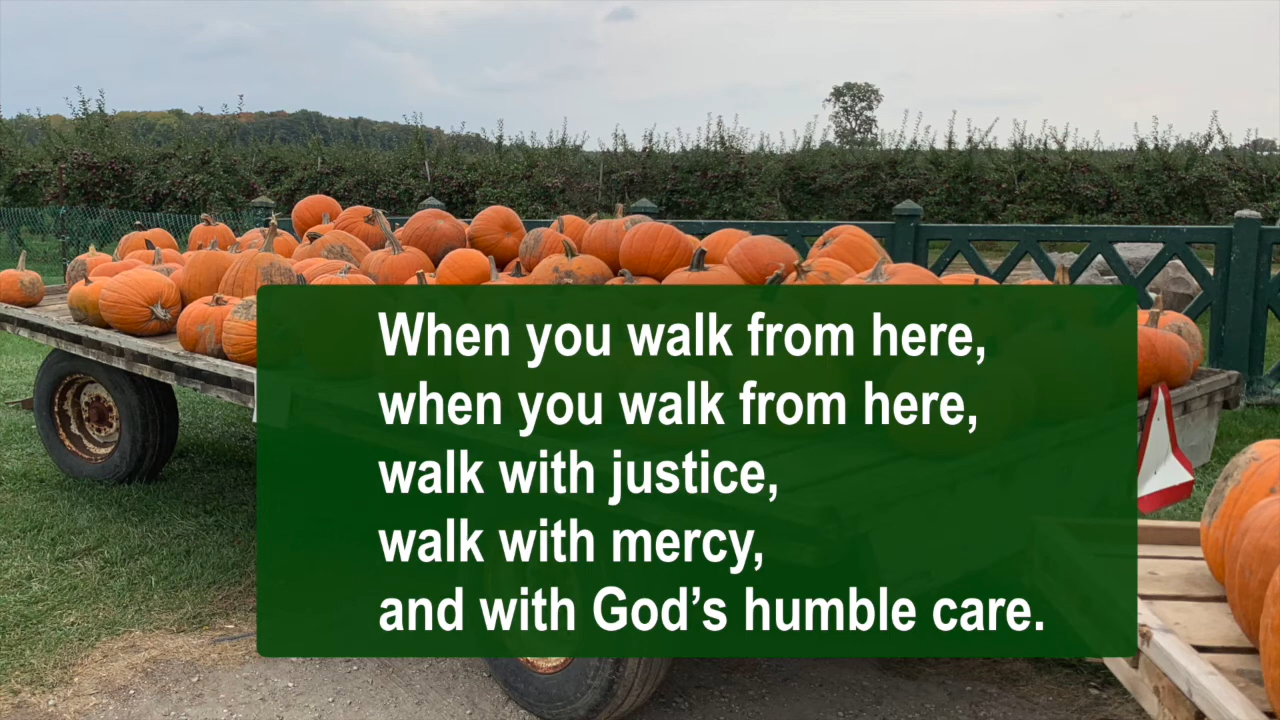 When you walk from here,
when you walk from here,
walk with justice,
walk with mercy,
and with God’s humble care.